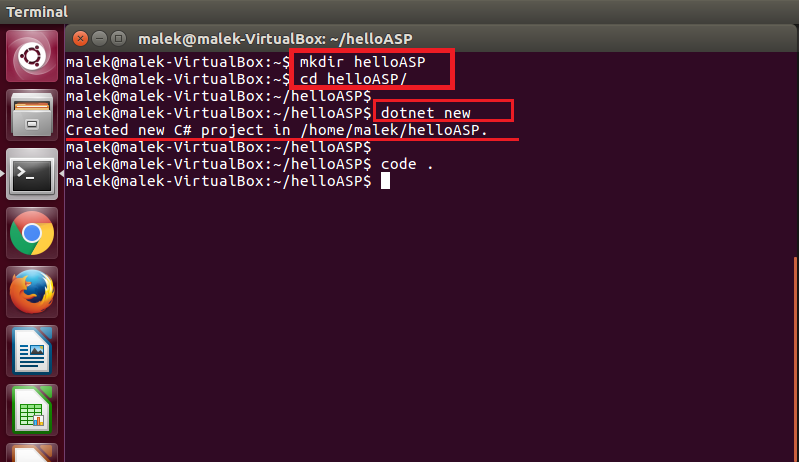 Terminal
malek@malek-VirtualBox: ~/helloASP
malek@malek-VirtualBox:~$ mkdir helloASP
malek@malek-VirtualBox:~$ cd helloASP/
malek@malek-VirtualBox:~/helloASP$
malek@malek-VirtualBox:~/helloASP$ dotnet new
Created new C# project in /home/malek/helloASP.
malek@malek-VirtualBox:~/helloASP$
malek@malek-VirtualBox:~/helloASP$ code .
malek@malek-VirtualBox:~/helloASP$